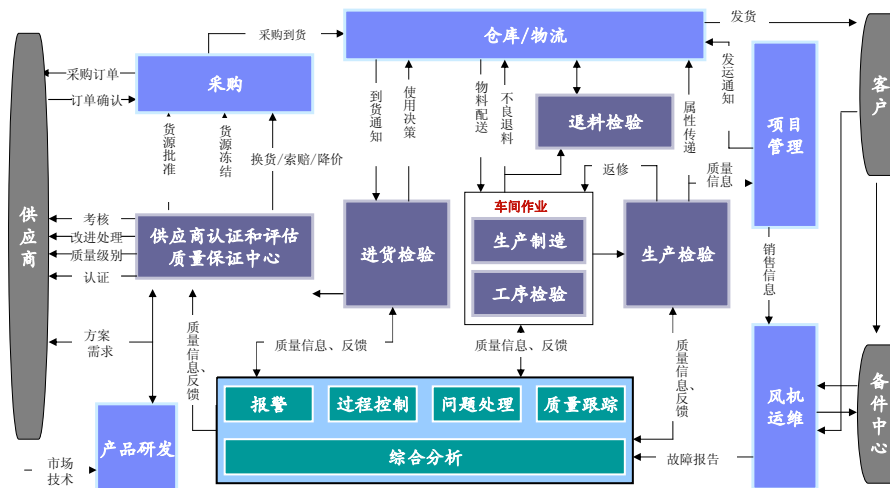 发货
采购到货
仓库/物流
采购订单
订单确认
采购
到货通知
使用决策
物料配送
不良退料
属性传递
发运通知
客户
退料检验
项目
管理
货源批准
货源冻结
换货/索赔/降价
返修
质量
信息
供应商
考核
改进处理
质量级别
认证
供应商认证和评估
质量保证中心
进货检验
车间作业
生产制造
工序检验
生产检验
销售信息
方案
需求
质量信息、反馈
质量信息、反馈
质量信息、反馈
质量信息、反馈
报警
过程控制
问题处理
质量跟踪
综合分析
风机
运维
备件中心
产品研发
市场
技术
故障报告